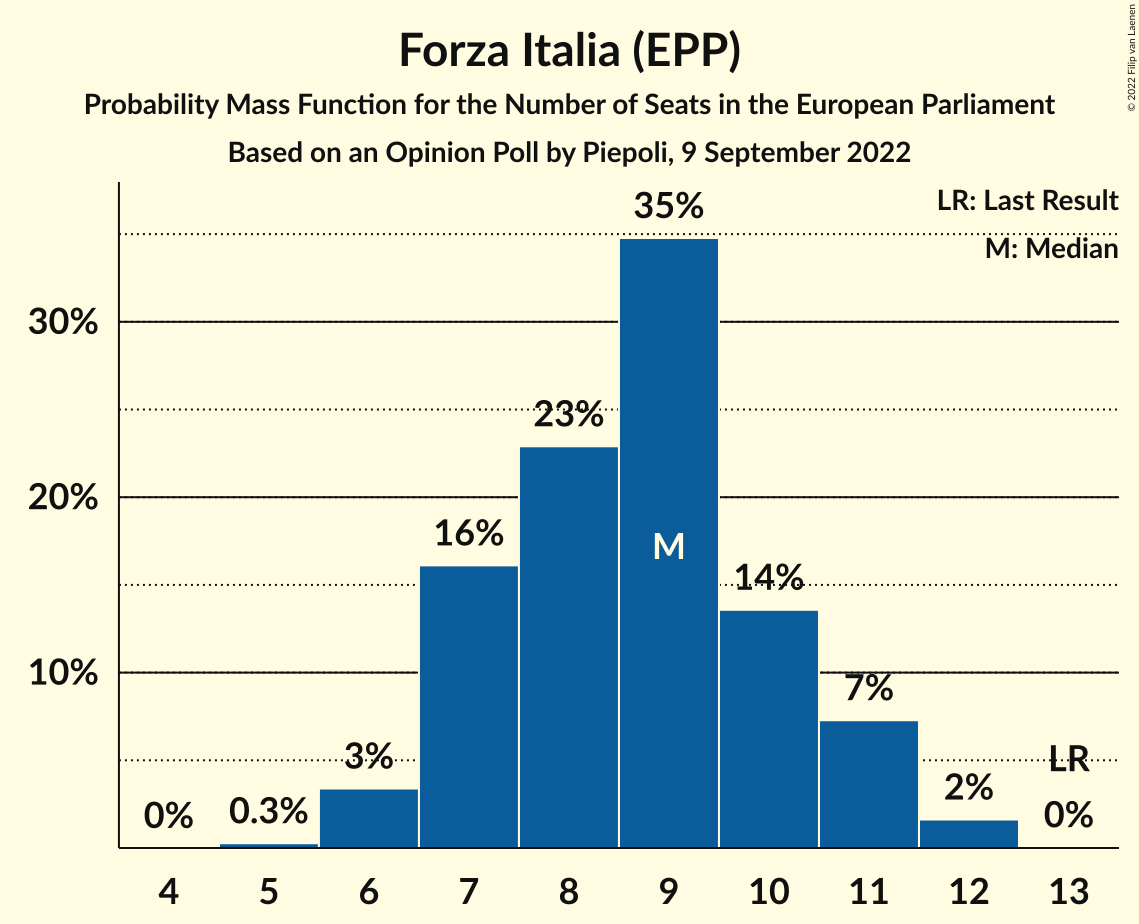 Forza Italia (EPP)
Probability Mass Function for the Number of Seats in the European Parliament
Based on an Opinion Poll by Piepoli, 9 September 2022
© 2022 Filip van Laenen
LR: Last Result
M: Median
35%
30%
23%
20%
16%
M
14%
10%
7%
3%
LR
2%
0%
0.3%
0%
4 5 6 7 8 9 10 11 12 13